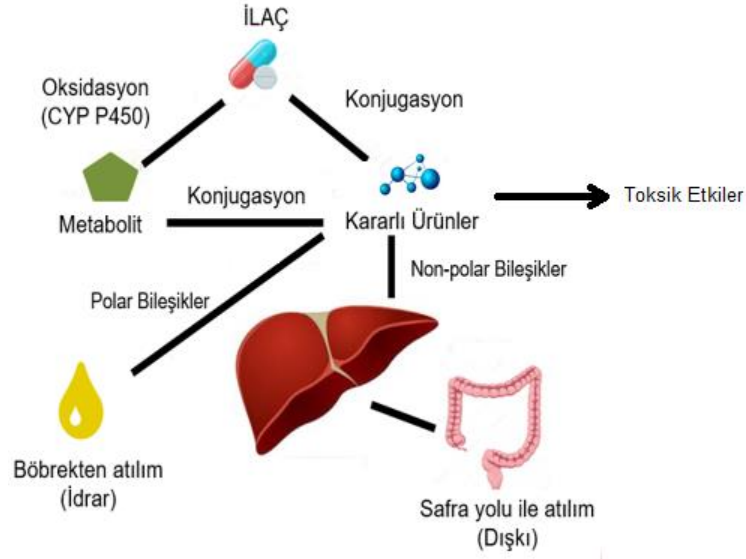 İLAÇ
Oksidasyon
(CYP P450)
Konjugasyon
Metabolit
Konjugasyon
Kararlı Ürünler
Toksik Etkiler
Non-polar Bileşikler
Polar Bileşikler
Böbrekten atılım
(İdrar)
Safra yolu ile atılım
(Dışkı)